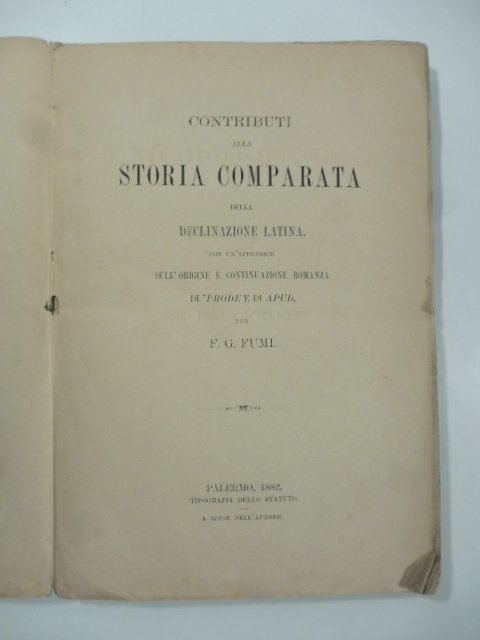 CONTRIBUTI
ALLA
STORIA COMPARATA
DELLA
DECLINAZIONE LATINA.
CON UN'APPENDICE
SULL'ORIGINE E CONTINUAZIONE ROMANZA
DI 'PRODE E DI APUD,
PER
F. G. FUMI.
PALERMO, 1882,
TIPOGRAFIA DELLO STATUTO.
A SPESE DELL'AUTORE.